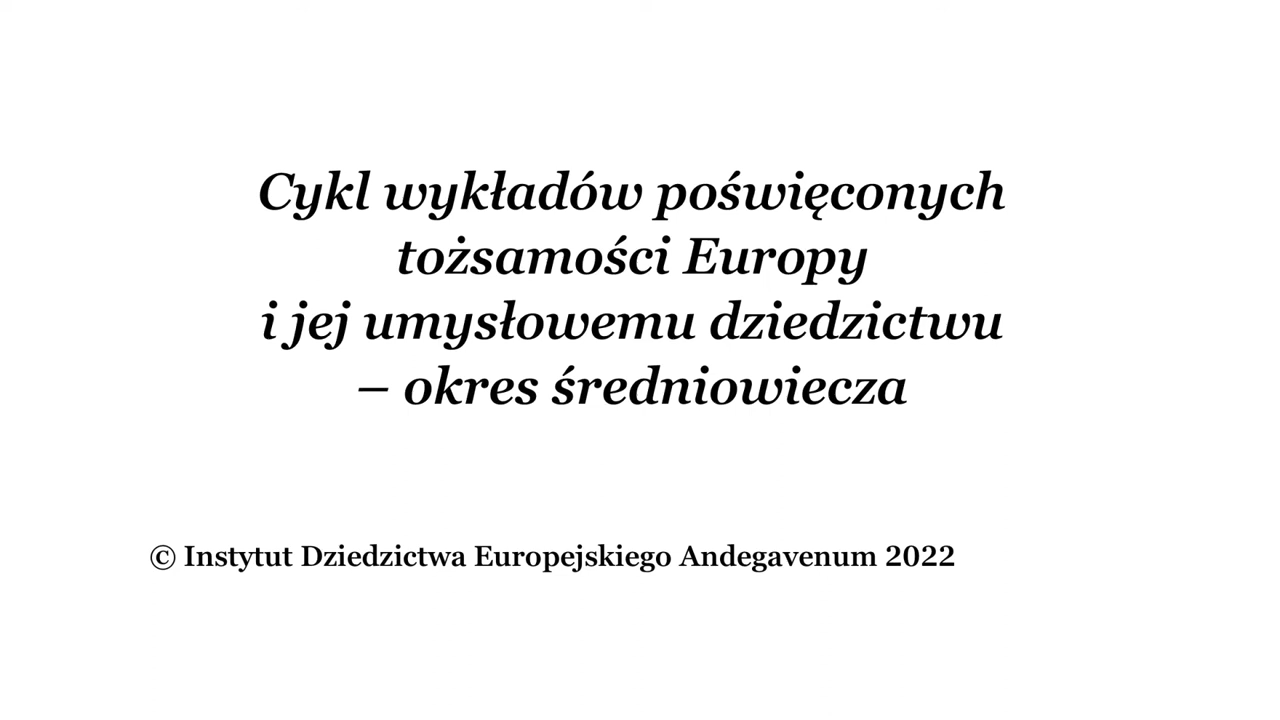 Cykl wykładów poświęconych
tożsamości Europy
i jej umysłowemu dziedzictwu
– okres średniowiecza
© Instytut Dziedzictwa Europejskiego Andegavenum 2022